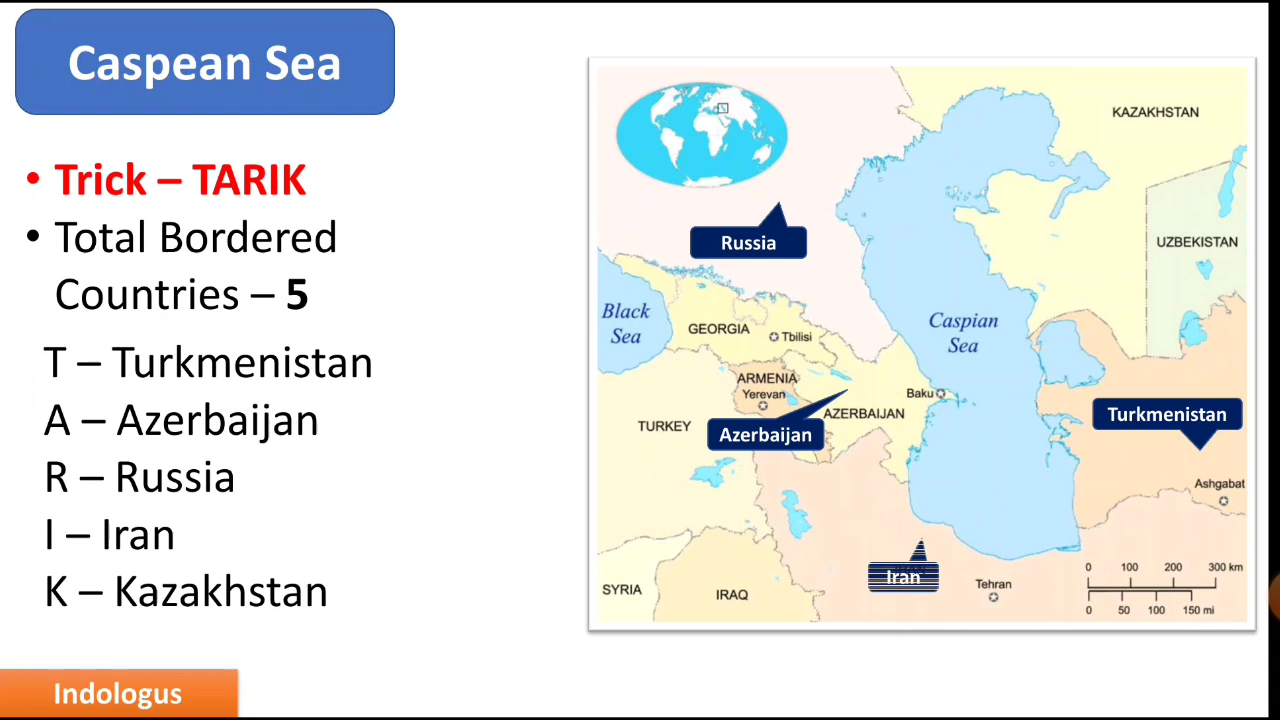 Caspean Sea
• Trick – TARIK
• Total Bordered
Countries – 5
T – Turkmenistan
A – Azerbaijan
R – Russia
I – Iran
K – Kazakhstan
Indologus
KAZAKHSTAN
Russia
UZBEKISTAN
Black
Sea
GEORGIA
Tbilisi
Caspian
Sea
ARMENIA
Yerevan
Baku
AZERBAIJAN
Turkmenistan
TURKEY
Azerbaijan
Ashgabat
Iran
Tehran
SYRIA
IRAQ
0 100 200 300 km
0 50 100 150 mi